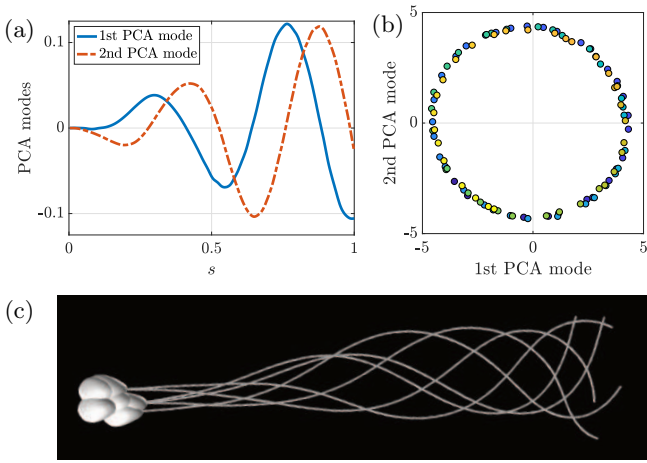 (a)
1st PCA mode
2nd PCA mode
PCA modes
0.1
0
-0.1
0
0.5
1
s
(b)
2nd PCA mode
5
0
-5
-5
0
5
1st PCA mode
(c)